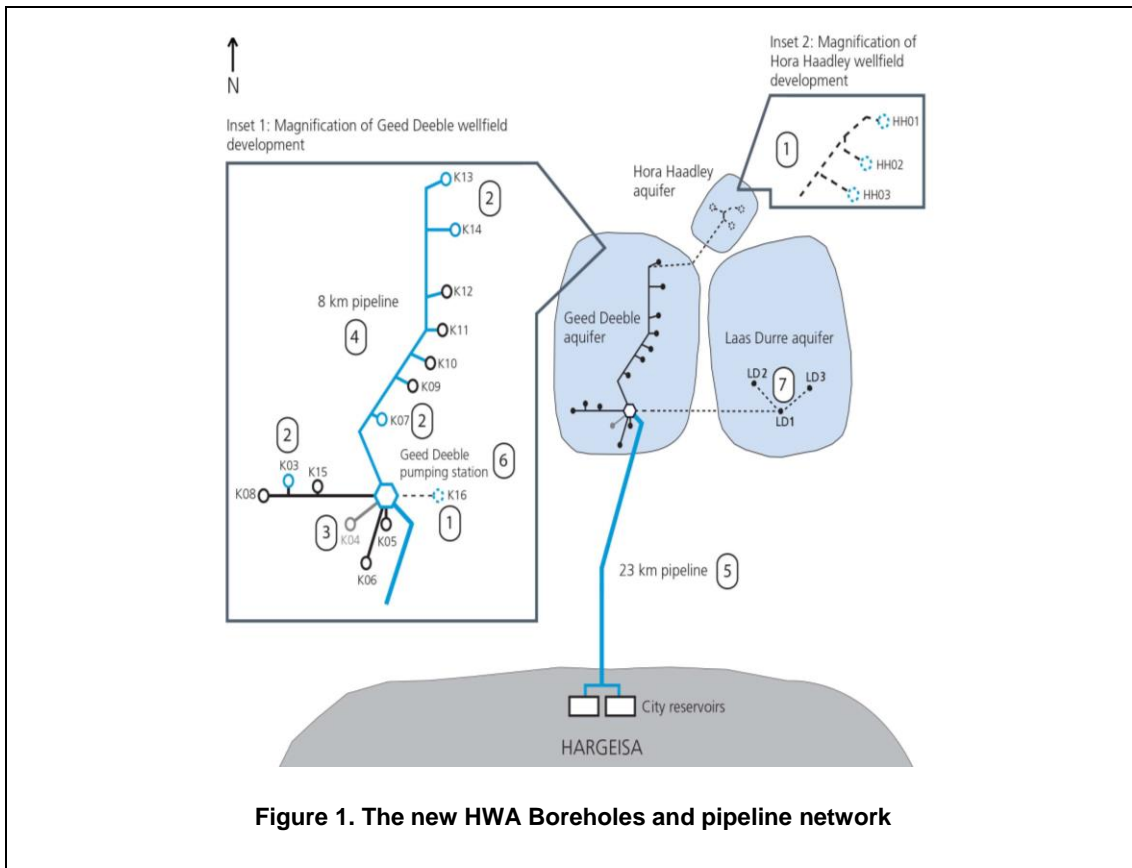 N
Inset 1: Magnification of Geed Deeble wellfield
development
K13
2
K14
K12
8 km pipeline
4
K11
K10
K09
K07
2
2
K03
K15
K08
Geed Deeble
pumping station
6
K16
1
3
K04
K05
K06
Inset 2: Magnification of
Hora Haadley wellfield
development
HH01
1
HH02
HH03
Hora Haadley
aquifer
Geed Deeble
aquifer
Laas Durre aquifer
LD2
7
LD3
LD1
23 km pipeline
5
City reservoirs
HARGEISA
Figure 1. The new HWA Boreholes and pipeline network